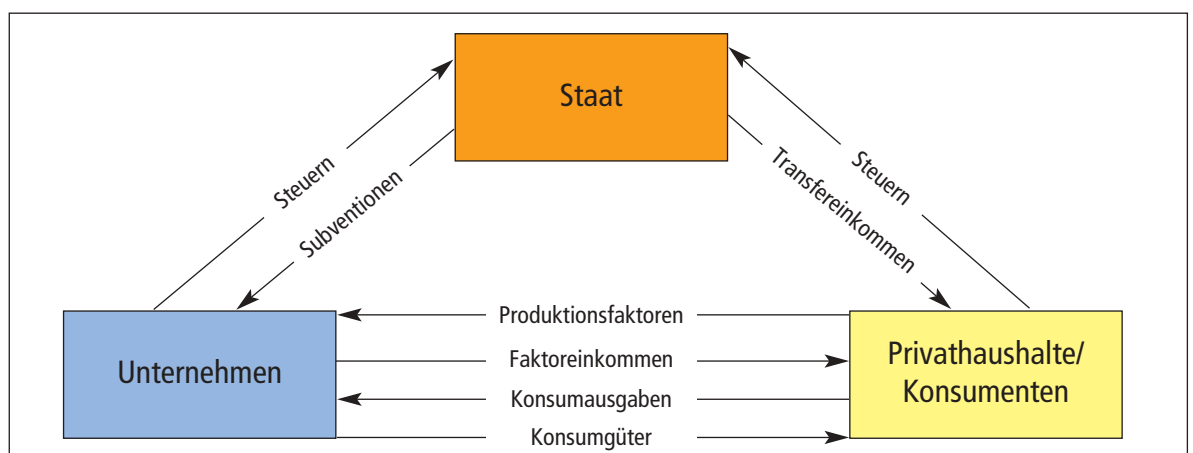 Staat
Steuern
Subventionen
Transfereinkommen
Steuern
Unternehmen
Produktionsfaktoren
Faktoreinkommen
Konsumausgaben
Konsumgüter
Privathaushalte/
Konsumenten